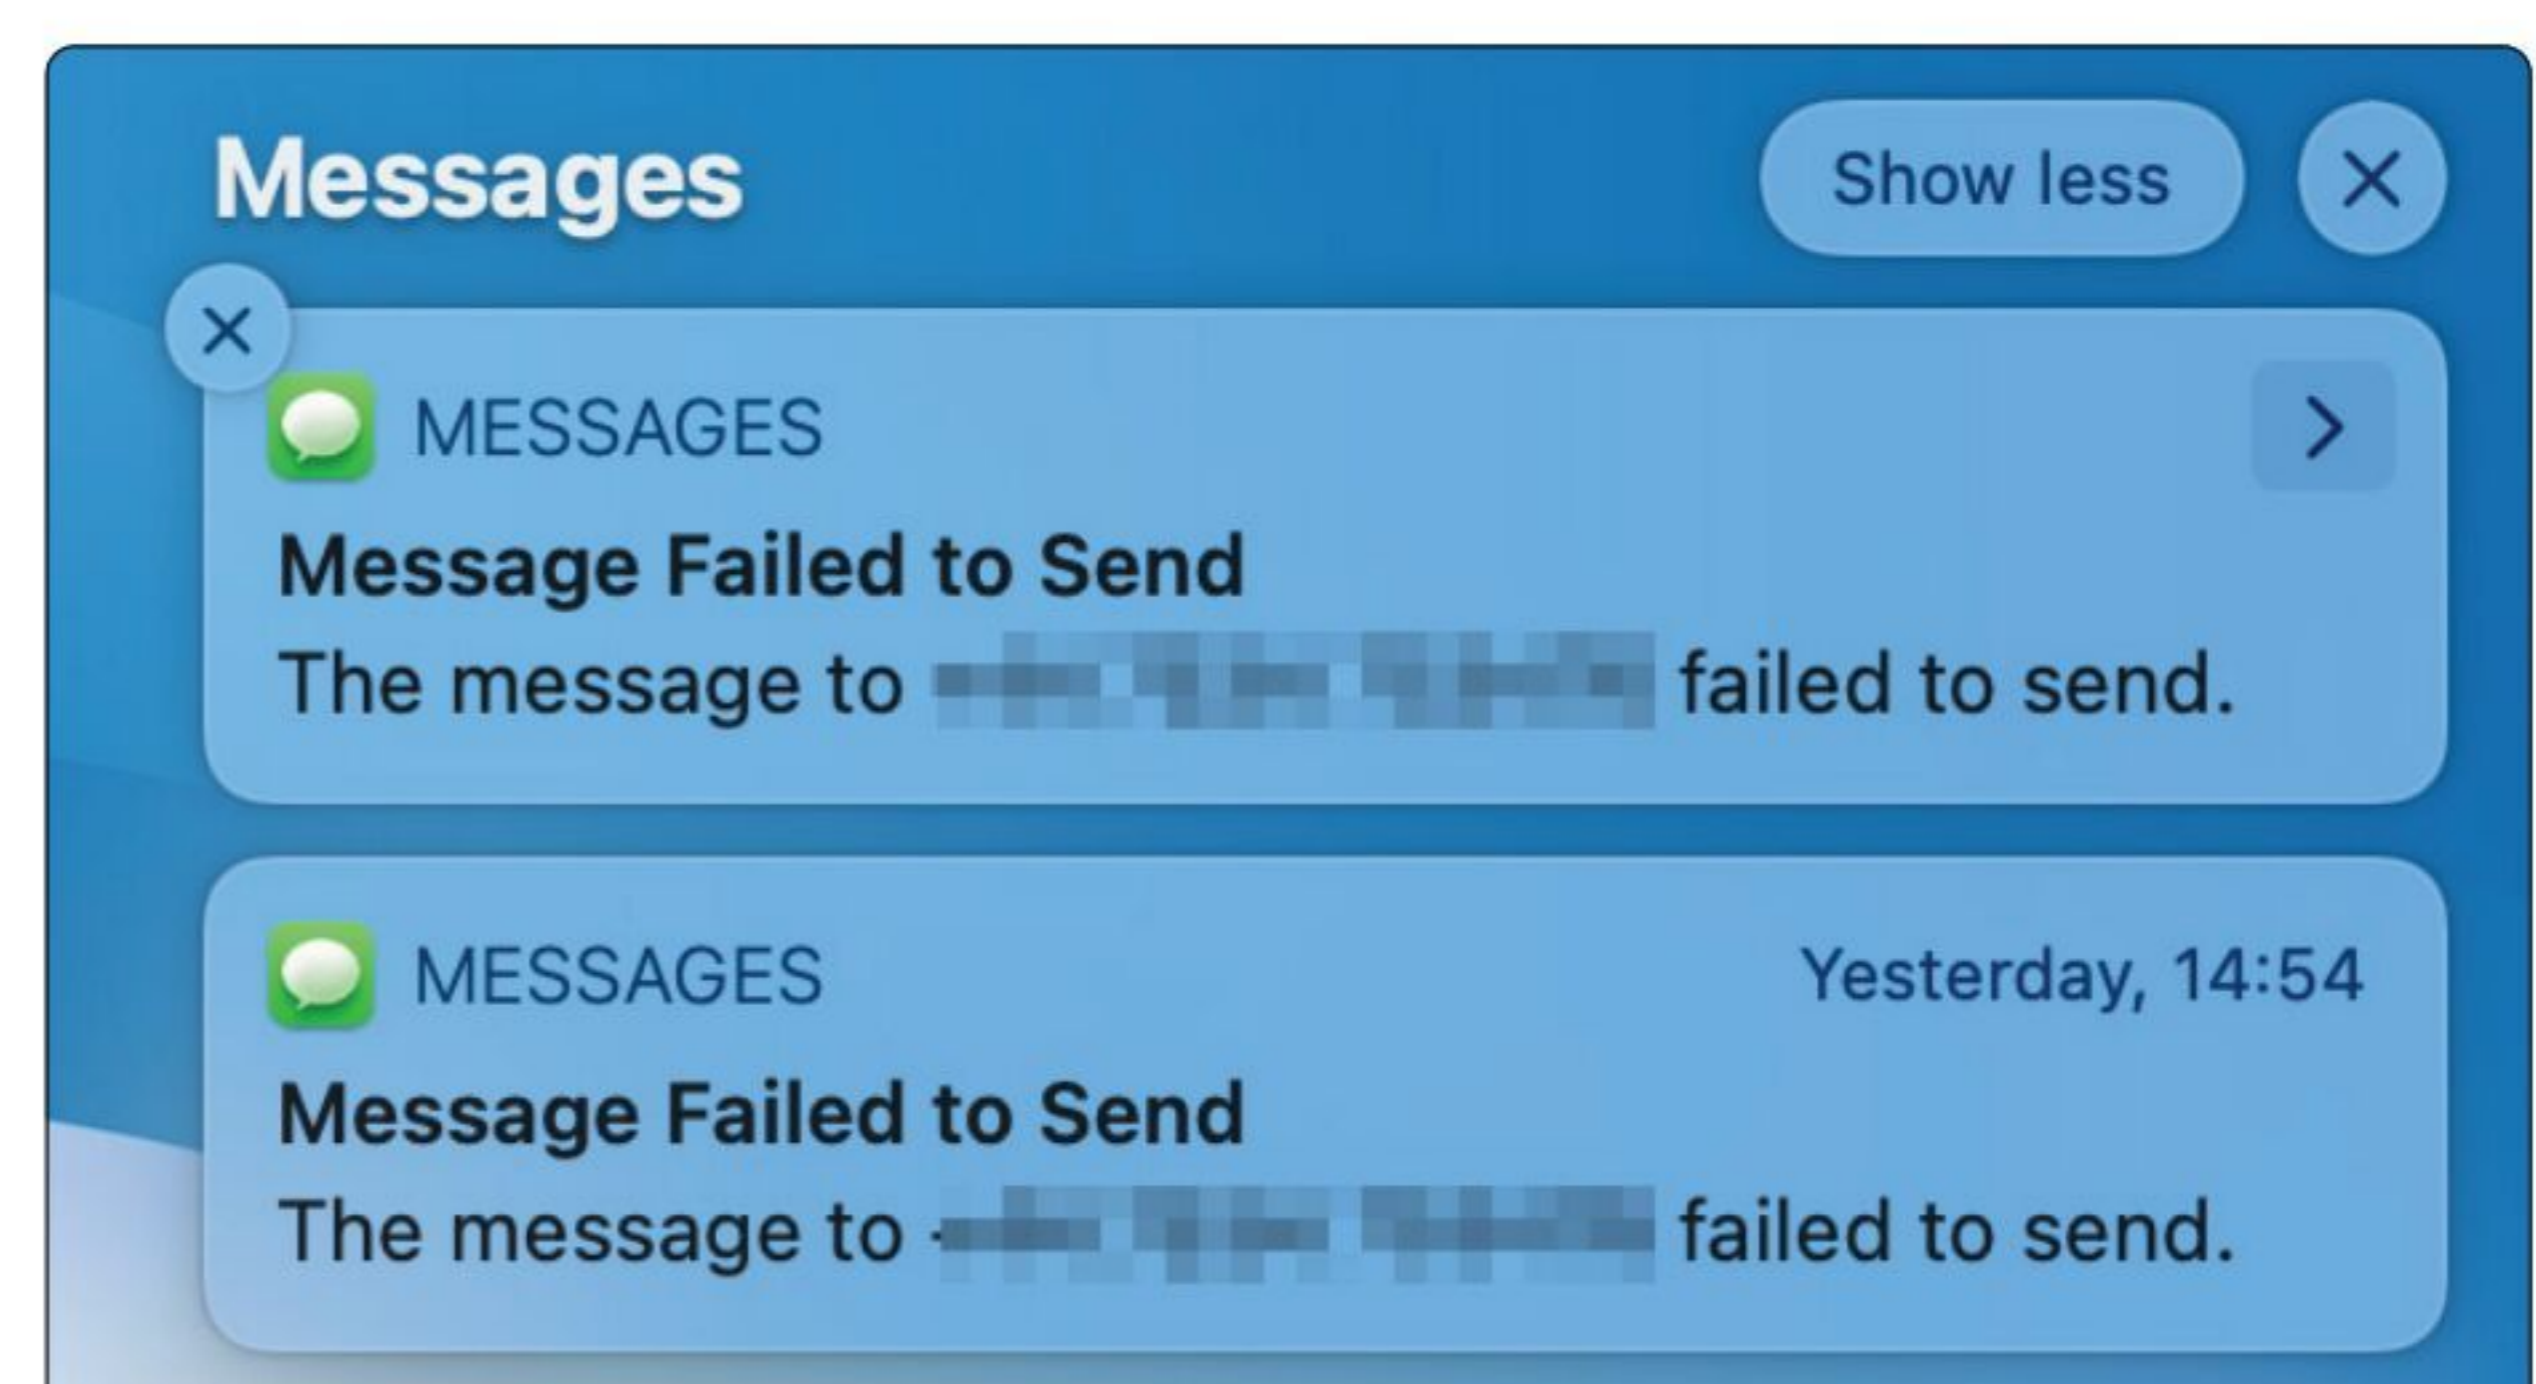 Messages
Show less
MESSAGES
Message Failed to Send
The message to failed to send.
MESSAGES
Yesterday, 14:54
Message Failed to Send
The message to failed to send.